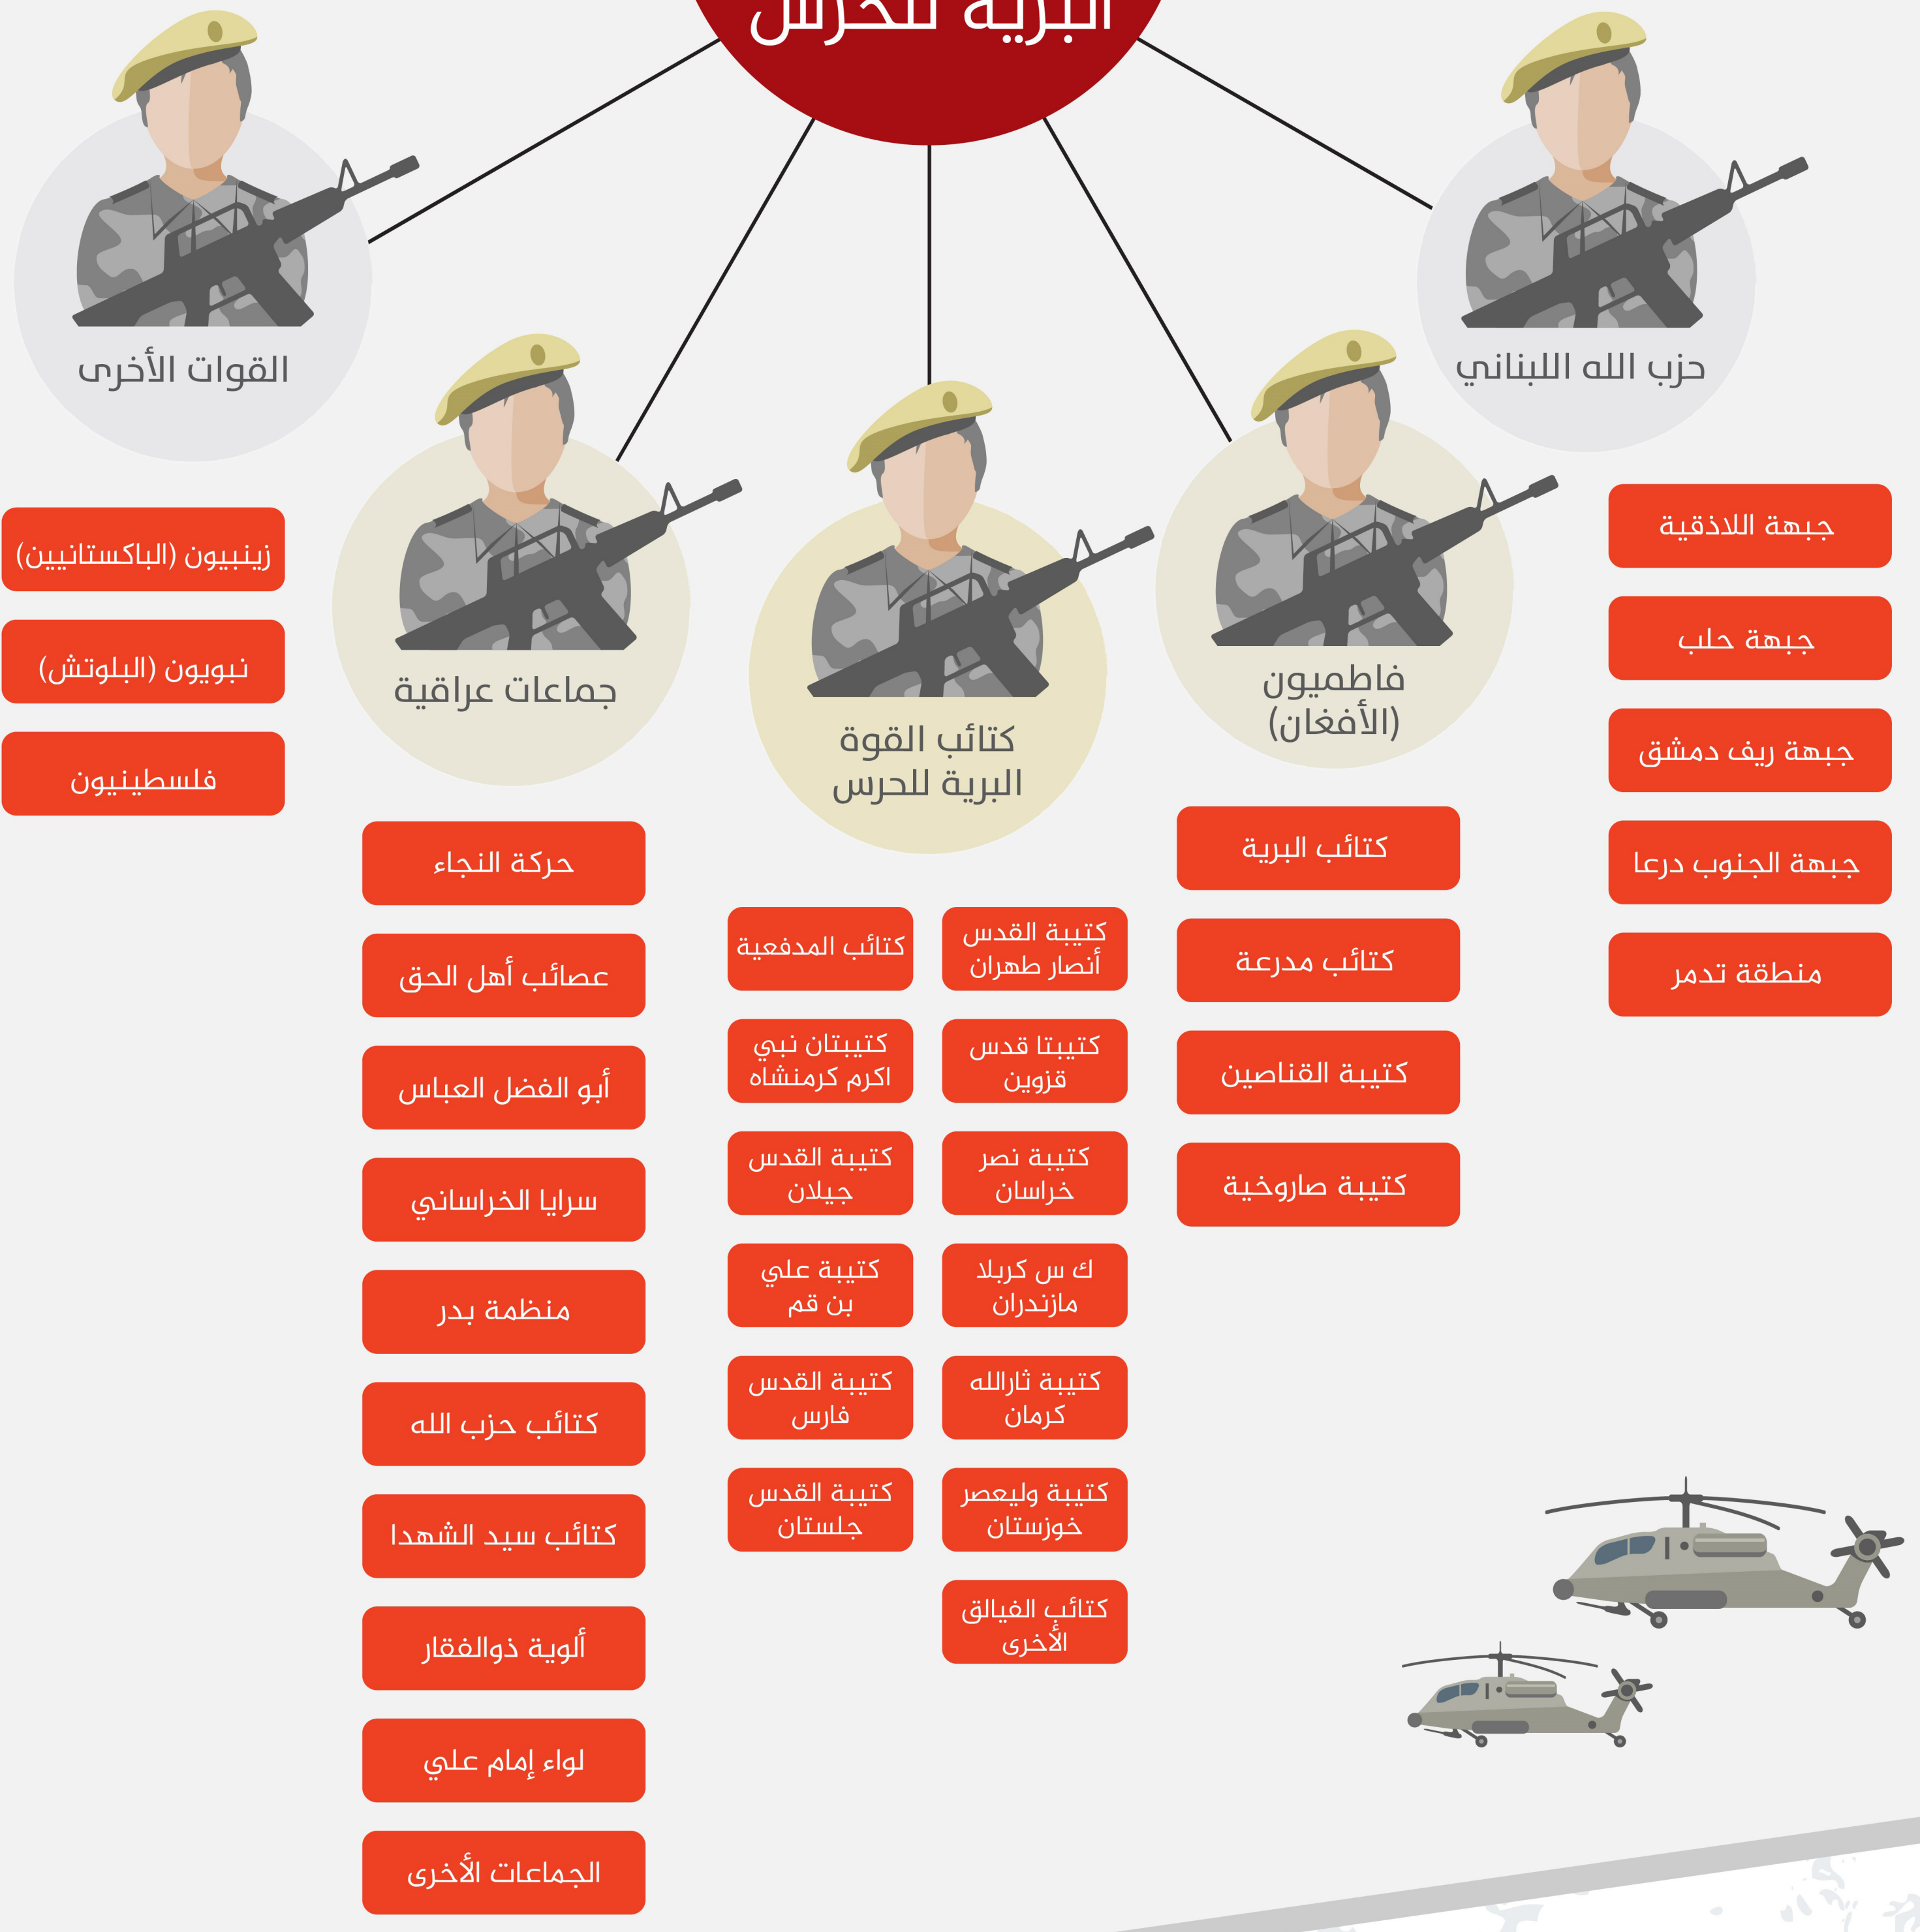 البرية للحرس
حزب الله اللبناني
جبهة اللاذقية
جبهة حلب
جبهة ريف دمشق
جبهة الجنوب درعا
منطقة تدمر
فاطميون
(الأفغان)
كتائب البرية
كتائب مدرعة
كتيبة القناصين
كتيبة صاروخية
كتائب القوة
البرية للحرس
كتيبة القدس
أنصار طهران
كتيبتا قدس
قزوين
كتيبة نصر
خراسان
ك س كربلا
مازندران
كتيبة ثارالله
كرمان
كتيبة وليعصر
خوزستان
كتائب الفيالق
الأخرى
كتائب المدفعية
كتيبتان نبي
اكرم كرمنشاه
كتيبة القدس
جيلان
كتيبة علي
بن قم
كتيبة القدس
فارس
كتيبة القدس
جلستان
جماعات عراقية
حركة النجاء
عصائب أهل الحق
أبو الفضل العباس
سرايا الخراساني
منظمة بدر
كتائب حزب الله
كتائب سيد الشهدا
ألوية ذوالفقار
لواء إمام علي
الجماعات الأخرى
القوات الأخرى
زينبيون (الباكستانيين)
نبويون (البلوتش)
فلسطينيون